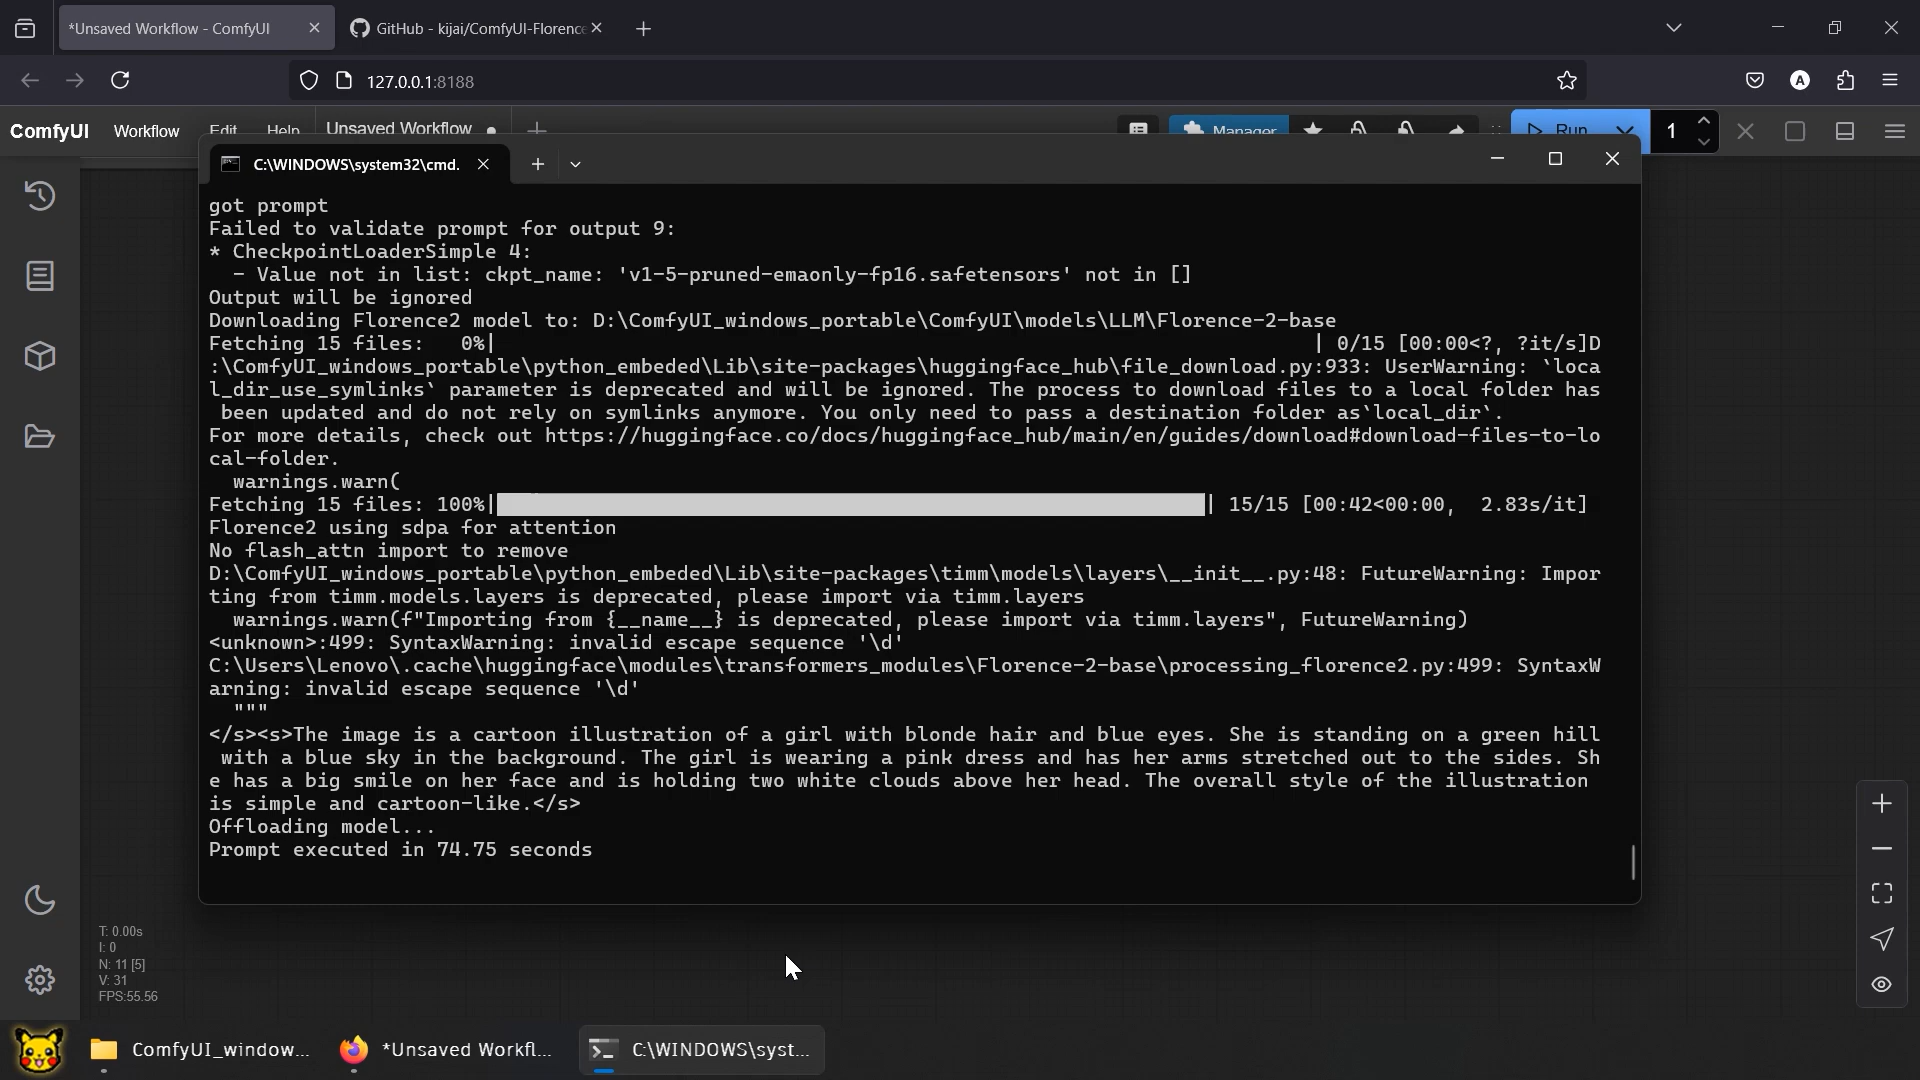 *Unsaved Workflow - ComfyUI
GitHub - kijai/ComfyUI-Florence
127.0.0.1:8188
ComfyUI Workflow Edit Help Unsaved Workflow Manager Run 1
C:\WINDOWS\system32\cmd.
got prompt
Failed to validate prompt for output 9:
* CheckpointLoaderSimple 4:
  - Value not in list: ckpt_name: 'v1-5-pruned-emaonly-fp16.safetensors' not in []
Output will be ignored
Downloading Florence2 model to: D:\ComfyUI_windows_portable\ComfyUI\models\LLM\Florence-2-base
Fetching 15 files:   0%| | 0/15 [00:00<?, ?it/s]D
:\ComfyUI_windows_portable\python_embeded\Lib\site-packages\huggingface_hub\file_download.py:933: UserWarning: `loca
l_dir_use_symlinks` parameter is deprecated and will be ignored. The process to download files to a local folder has
 been updated and do not rely on symlinks anymore. You only need to pass a destination folder as`local_dir`.
For more details, check out https://huggingface.co/docs/huggingface_hub/main/en/guides/download#download-files-to-lo
cal-folder.
  warnings.warn(
Fetching 15 files: 100%| | 15/15 [00:42<00:00,  2.83s/it]
Florence2 using sdpa for attention
No flash_attn import to remove
D:\ComfyUI_windows_portable\python_embeded\Lib\site-packages\timm\models\layers\__init__.py:48: FutureWarning: Impor
ting from timm.models.layers is deprecated, please import via timm.layers
  warnings.warn(f"Importing from {__name__} is deprecated, please import via timm.layers", FutureWarning)
<unknown>:499: SyntaxWarning: invalid escape sequence '\d'
C:\Users\Lenovo\.cache\huggingface\modules\transformers_modules\Florence-2-base\processing_florence2.py:499: SyntaxW
arning: invalid escape sequence '\d'
  """
</s><s>The image is a cartoon illustration of a girl with blonde hair and blue eyes. She is standing on a green hill
 with a blue sky in the background. The girl is wearing a pink dress and has her arms stretched out to the sides. Sh
e has a big smile on her face and is holding two white clouds above her head. The overall style of the illustration
is simple and cartoon-like.</s>
Offloading model...
Prompt executed in 74.75 seconds
T: 0.00s
I: 0
N: 11 [5]
V: 31
FPS:55.56
ComfyUI_window...
*Unsaved Workfl...
C:\WINDOWS\syst...